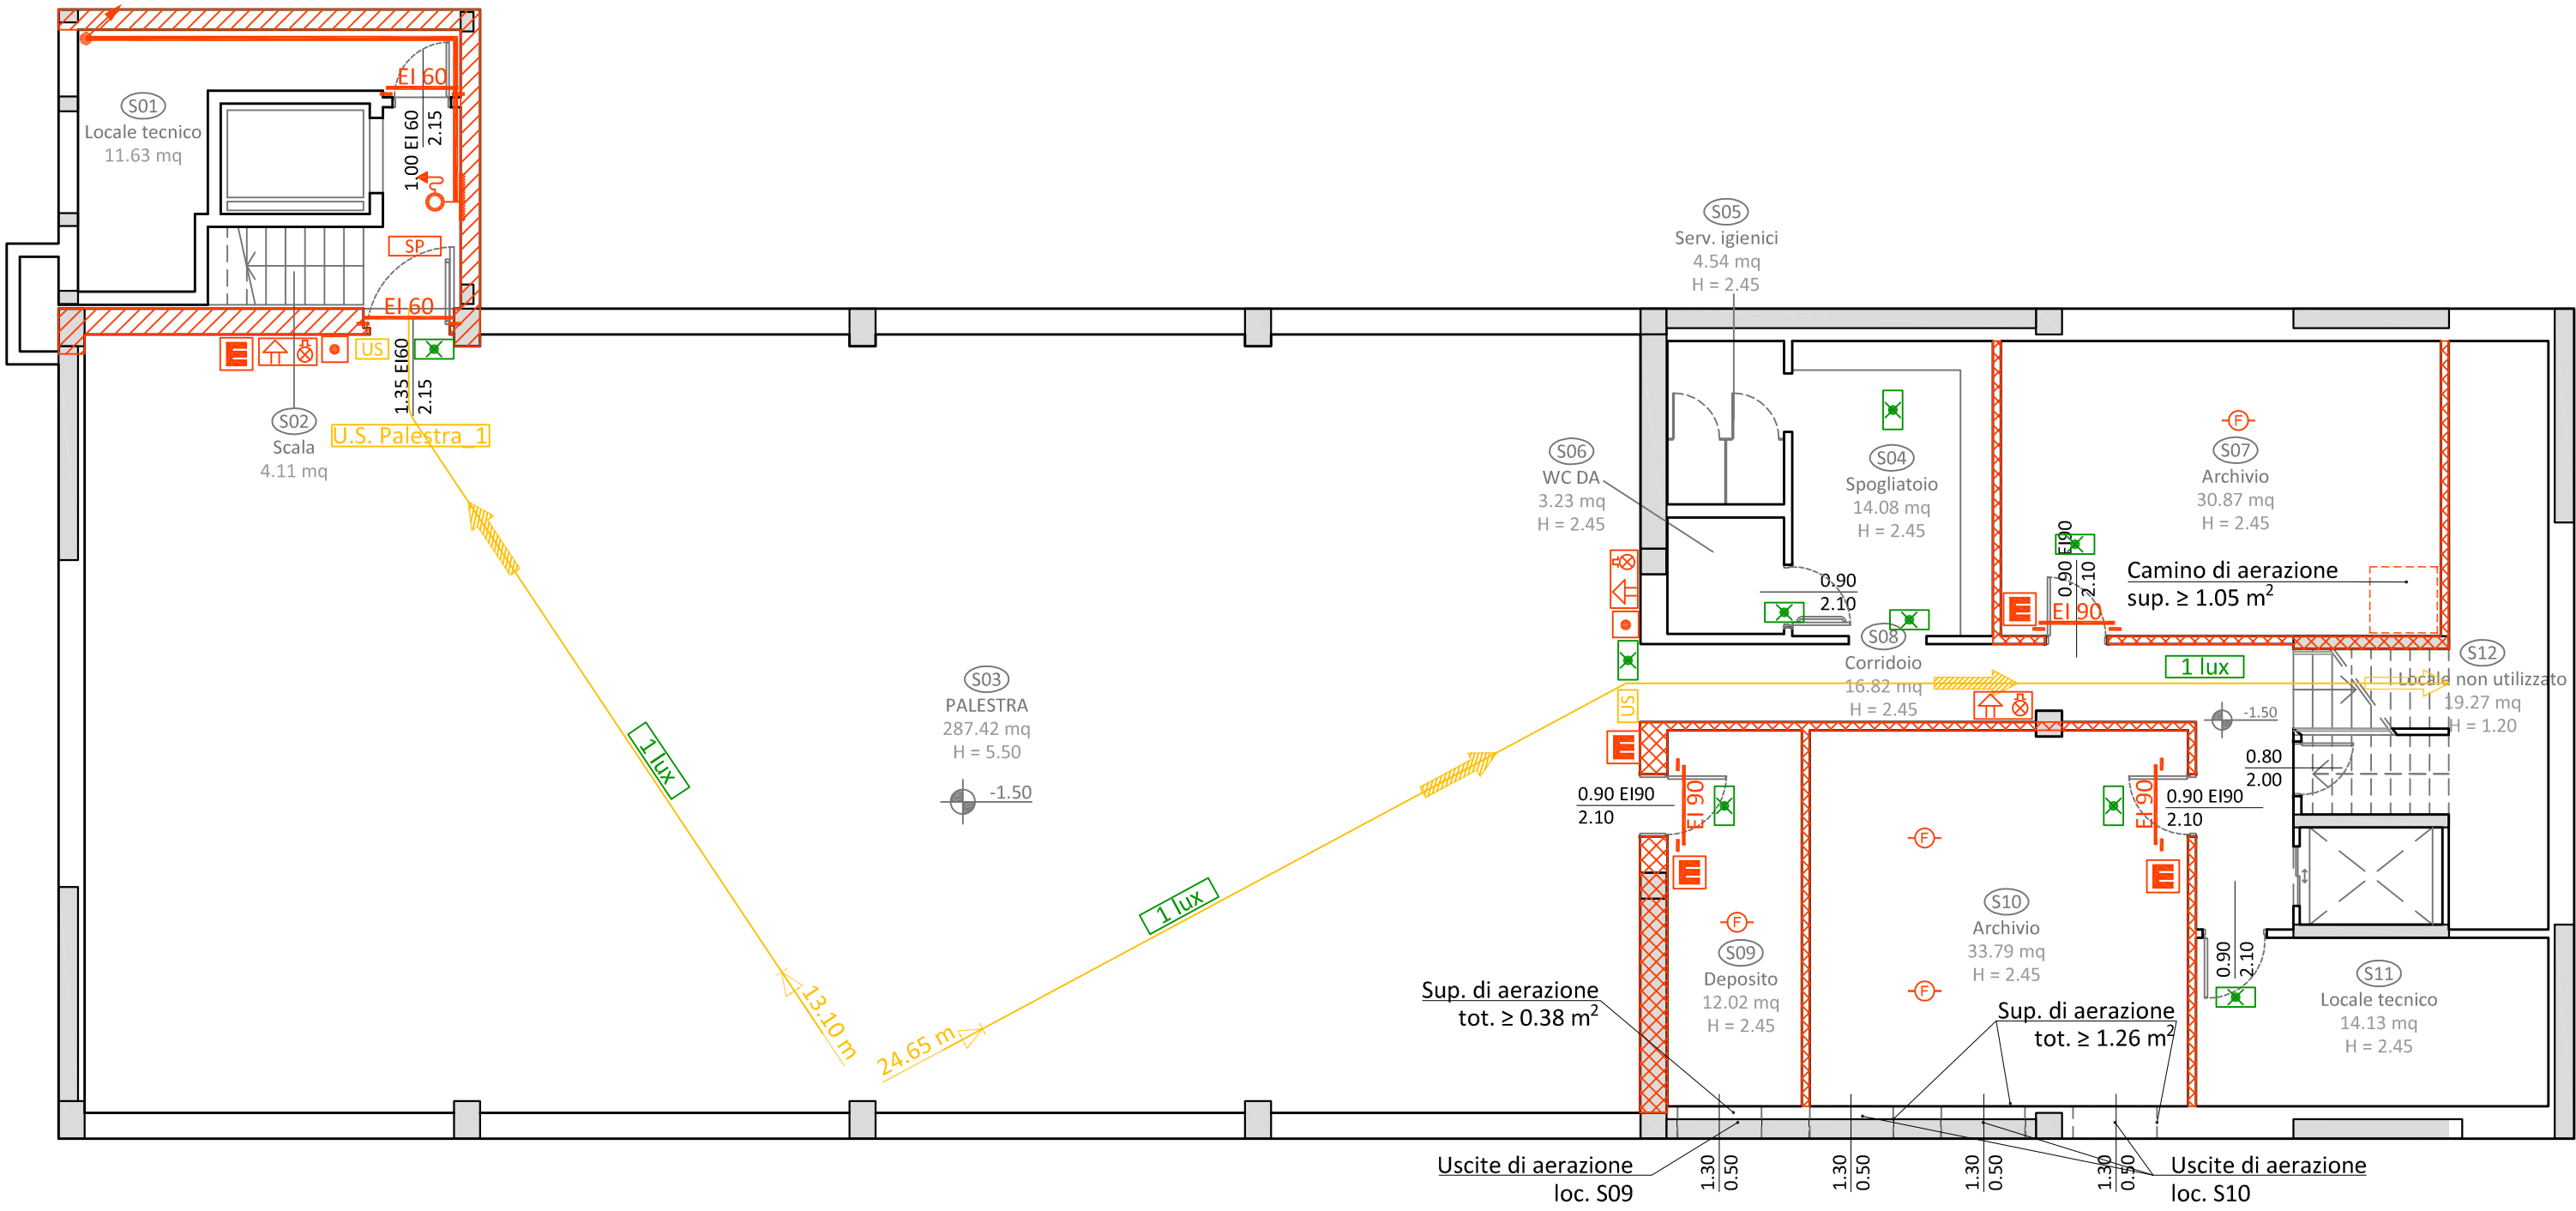 EI 60
S01
Locale tecnico
11.63 mq
1.00 EI 60
2.15
SP
EI 60
US
1.35 EI60
2.15
U.S. Palestra_1
S02
Scala
4.11 mq
S03
PALESTRA
287.42 mq
H = 5.50
-1.50
1 lux
1 lux
13.10 m
24.65 m
S05
Serv. igienici
4.54 mq
H = 2.45
S06
WC DA
3.23 mq
H = 2.45
S04
Spogliatoio
14.08 mq
H = 2.45
0.90
2.10
F
S07
Archivio
30.87 mq
H = 2.45
0.90 EI90
2.10
EI 90
Camino di aerazione
sup. ≥ 1.05 m²
S08
Corridoio
16.82 mq
H = 2.45
1 lux
US
-1.50
S12
Locale non utilizzato
19.27 mq
H = 1.20
0.80
2.00
0.90 EI90
2.10
EI 90
EI 90
0.90 EI90
2.10
F
F
F
S09
Deposito
12.02 mq
H = 2.45
S10
Archivio
33.79 mq
H = 2.45
0.90
2.10
S11
Locale tecnico
14.13 mq
H = 2.45
Sup. di aerazione
tot. ≥ 0.38 m²
Sup. di aerazione
tot. ≥ 1.26 m²
Uscite di aerazione
loc. S09
1.30
0.50
1.30
0.50
1.30
0.50
1.30
0.50
Uscite di aerazione
loc. S10